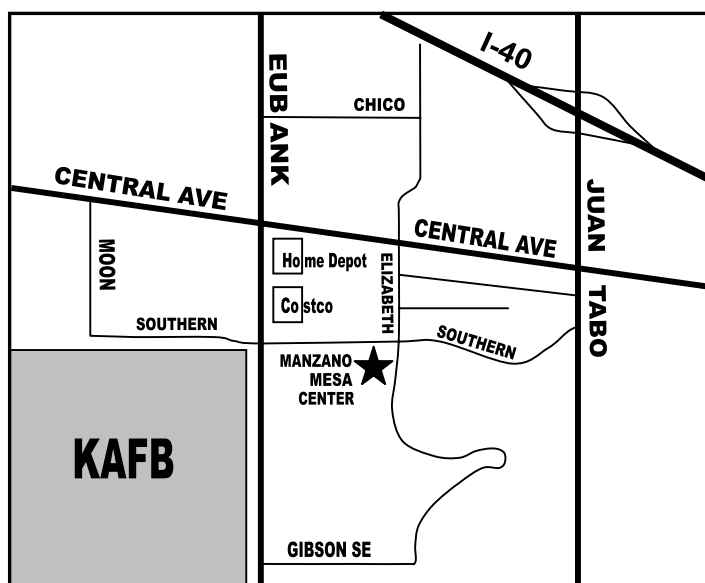 I-40
EUBANK
CHICO
CENTRAL AVE
JUAN TABO
CENTRAL AVE
MOON
Home Depot
ELIZABETH
Costco
SOUTHERN
SOUTHERN
MANZANO
MESA
CENTER
KAFB
GIBSON SE